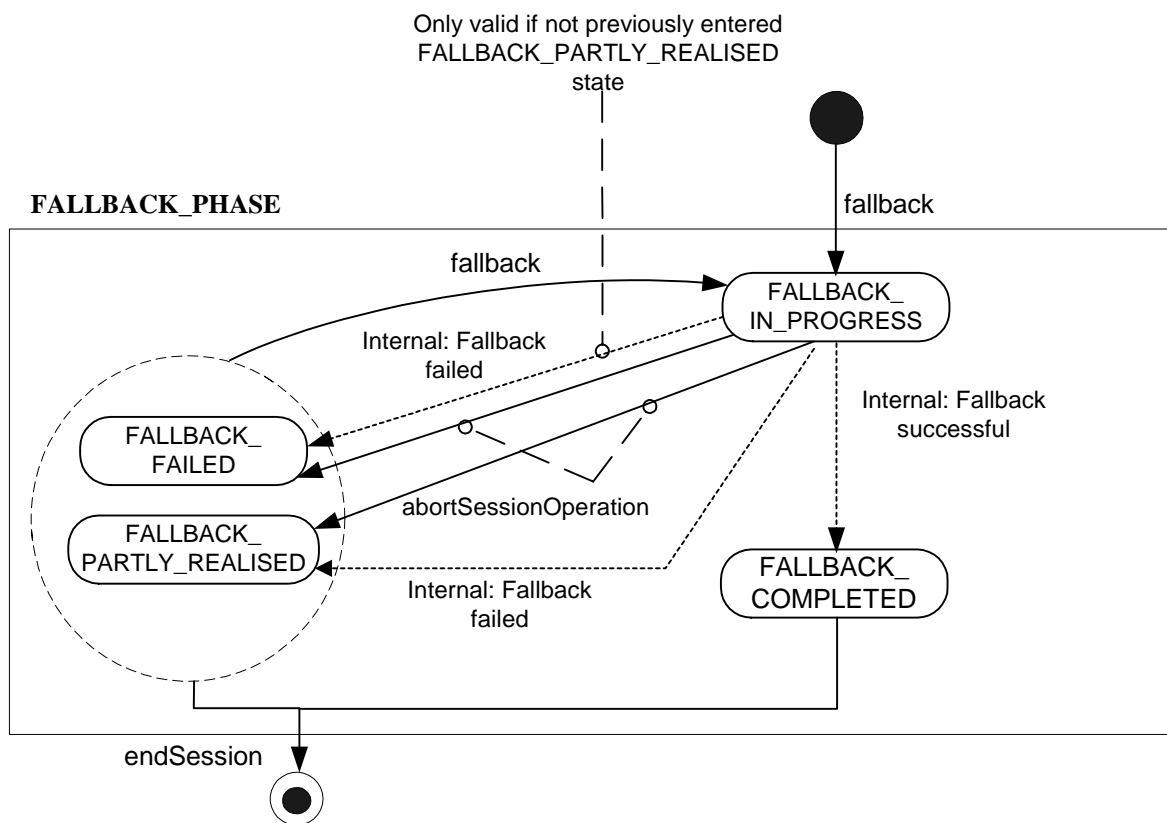 Only valid if not previously entered
FALLBACK_PARTLY_REALISED
state
fallback
FALLBACK_PHASE
fallback
FALLBACK_
IN_PROGRESS
Internal: Fallback
failed
Internal: Fallback
successful
FALLBACK_
FAILED
abortSessionOperation
FALLBACK_
PARTLY_REALISED
Internal: Fallback
failed
FALLBACK_
COMPLETED
endSession